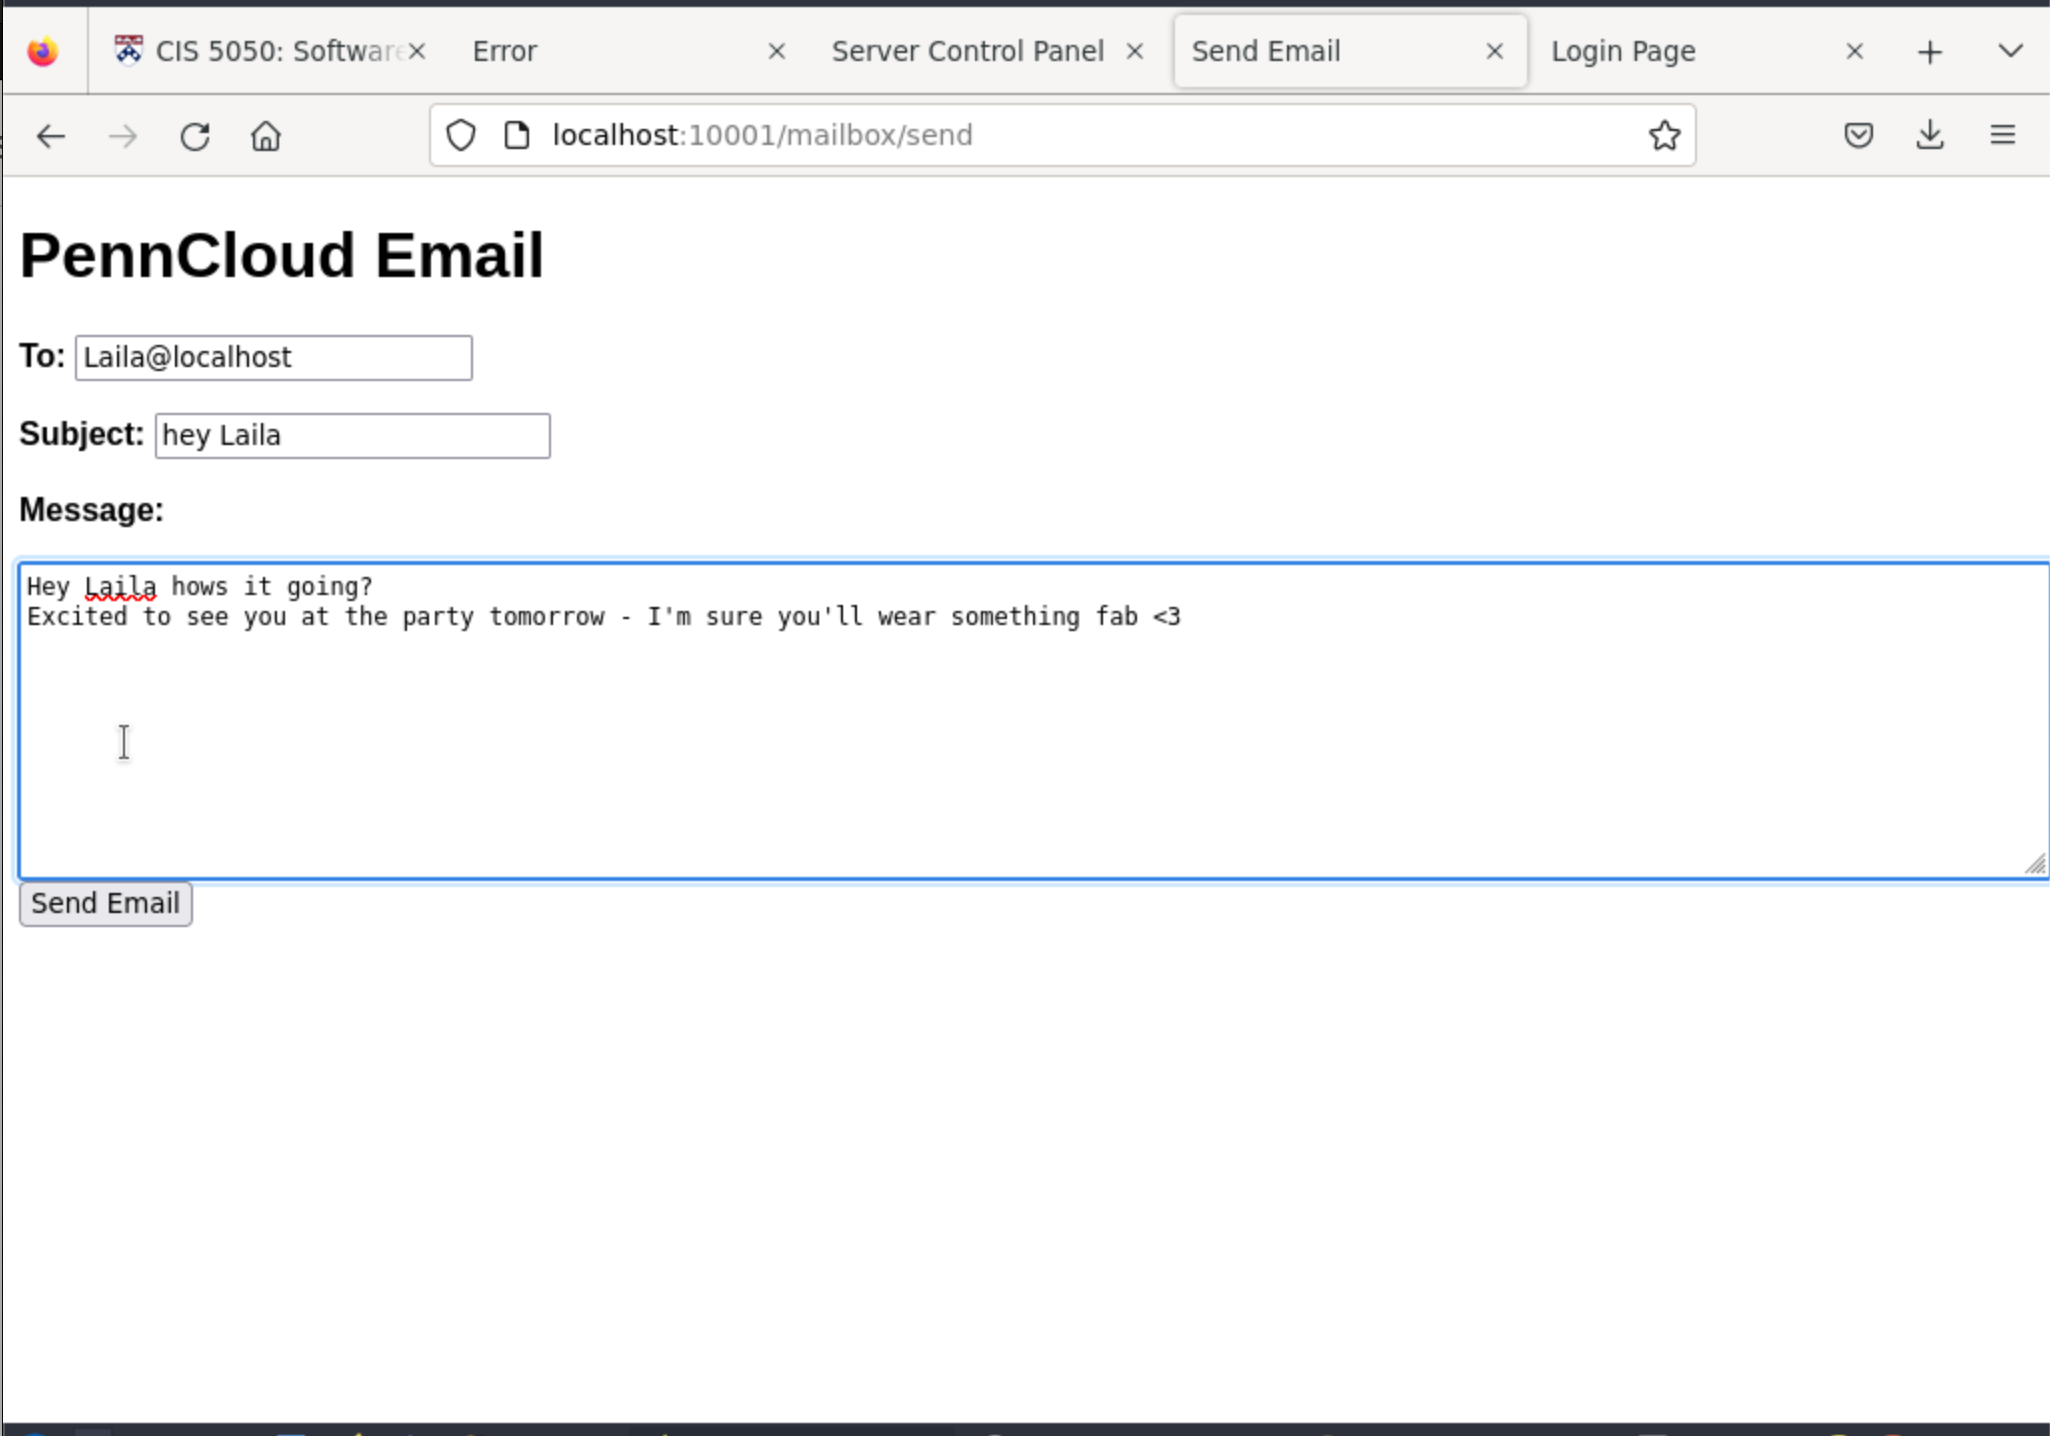 CIS 5050: Software
Error
Server Control Panel
Send Email
Login Page
localhost:10001/mailbox/send
PennCloud Email
To: Laila@localhost
Subject: hey Laila
Message:
Hey Laila hows it going?
Excited to see you at the party tomorrow - I'm sure you'll wear something fab <3
Send Email